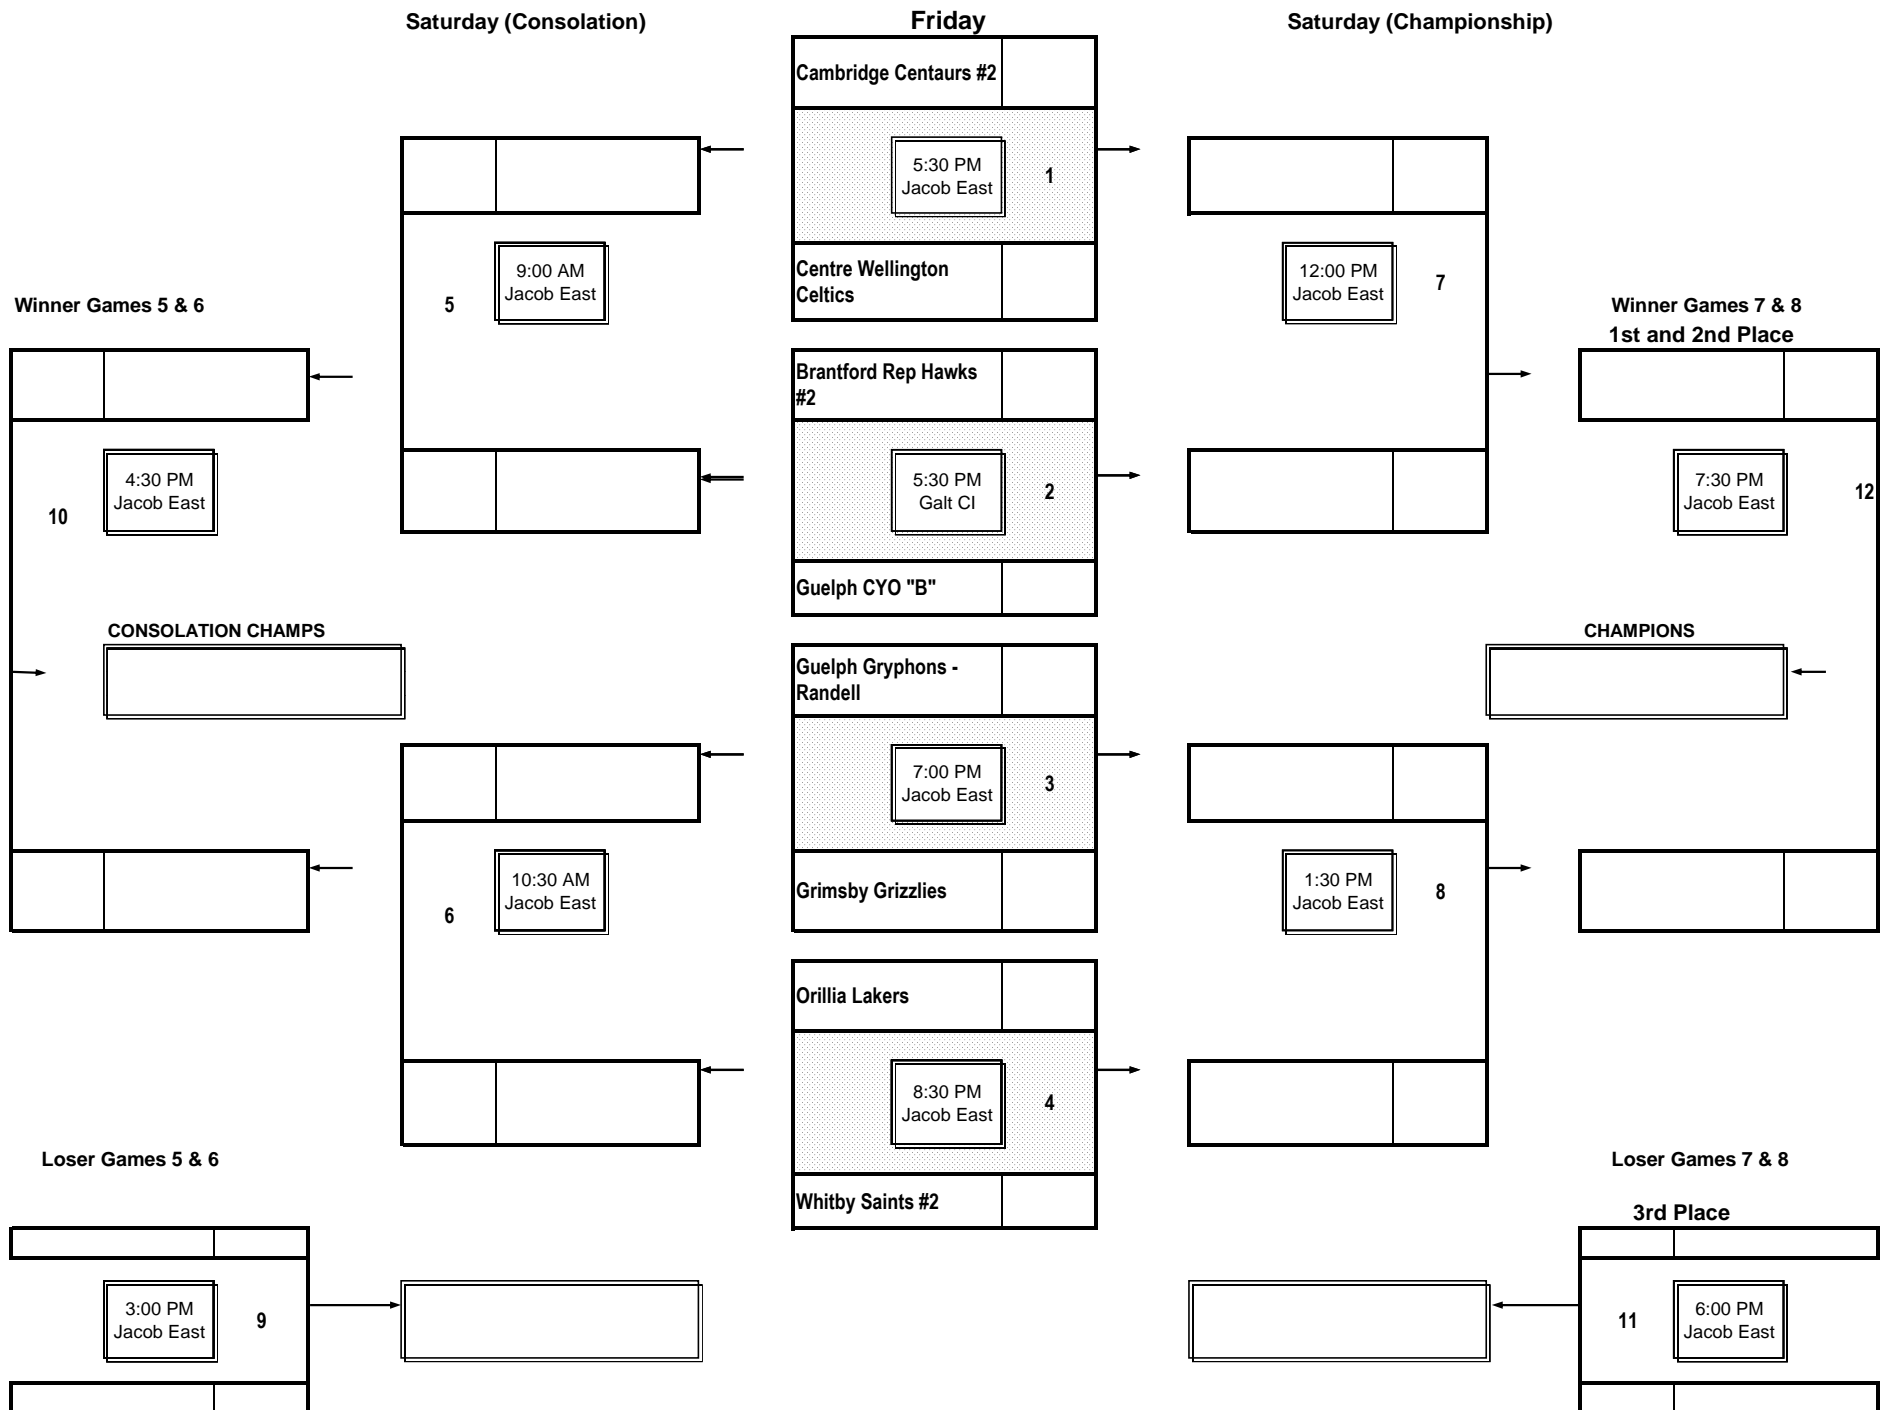 Saturday (Consolation)
Friday
Saturday (Championship)
Cambridge Centaurs #2
5:30 PM
Jacob East
1
Centre Wellington
Celtics
9:00 AM
Jacob East
5
12:00 PM
Jacob East
7
Winner Games 5 & 6
Winner Games 7 & 8
1st and 2nd Place
Brantford Rep Hawks
#2
5:30 PM
Galt CI
2
Guelph CYO "B"
4:30 PM
Jacob East
10
7:30 PM
Jacob East
12
CONSOLATION CHAMPS
CHAMPIONS
Guelph Gryphons -
Randell
7:00 PM
Jacob East
3
Grimsby Grizzlies
10:30 AM
Jacob East
6
1:30 PM
Jacob East
8
Orillia Lakers
8:30 PM
Jacob East
4
Whitby Saints #2
Loser Games 5 & 6
Loser Games 7 & 8
3rd Place
3:00 PM
Jacob East
9
11
6:00 PM
Jacob East